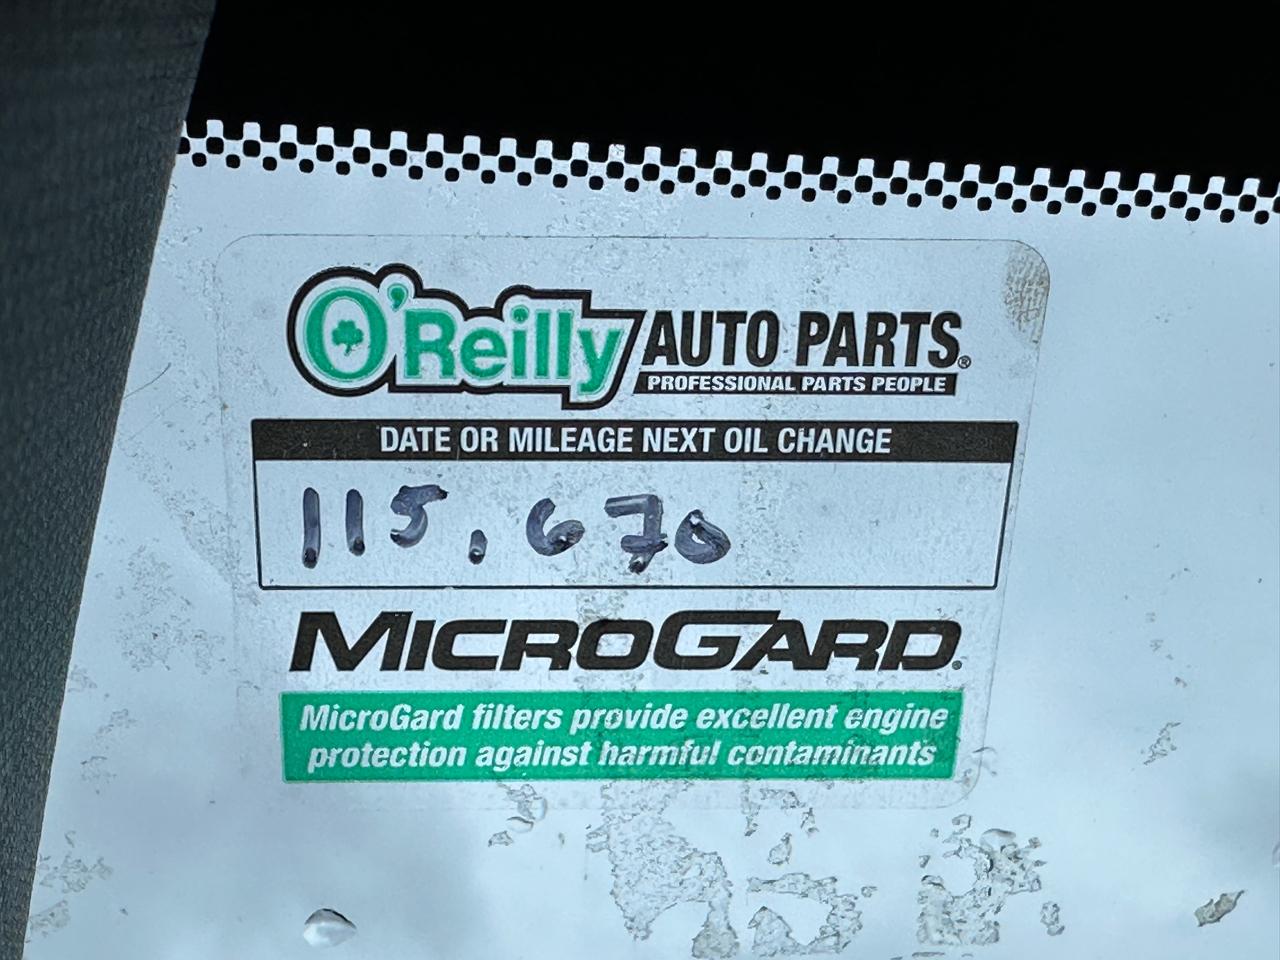 O'Reilly AUTO PARTS®
PROFESSIONAL PARTS PEOPLE
DATE OR MILEAGE NEXT OIL CHANGE
115,670
MICROGARD®
MicroGard filters provide excellent engine
protection against harmful contaminants